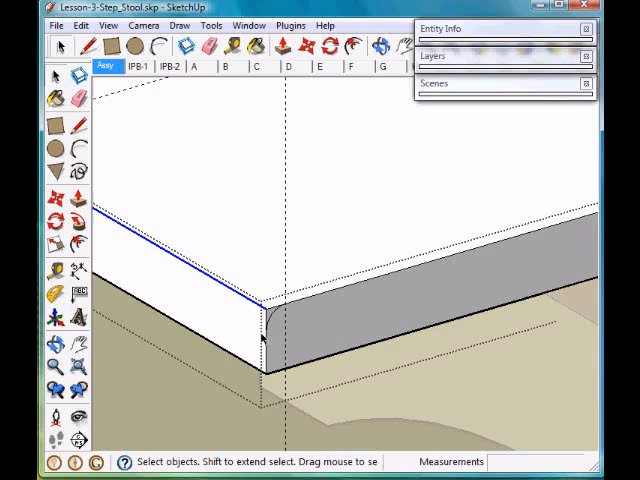 Lesson-3-Step_Stool.skp - SketchUp
File Edit View Camera Draw Tools Window Plugins Help
Entity Info
Layers
Scenes
Assy IPB-1 IPB-2 A B C D E F G
ABC
Select objects. Shift to extend select. Drag mouse to se
Measurements